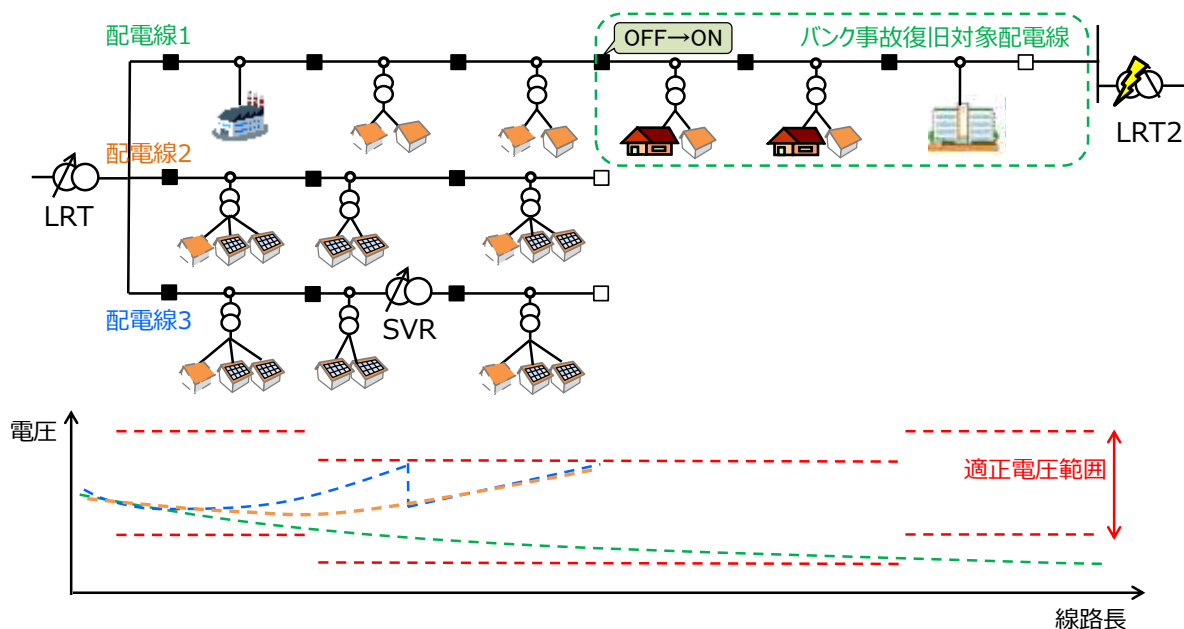 配電線1
OFF→ON
バンク事故復旧対象配電線
LRT2
配電線2
LRT
配電線3
SVR
電圧
適正電圧範囲
線路長